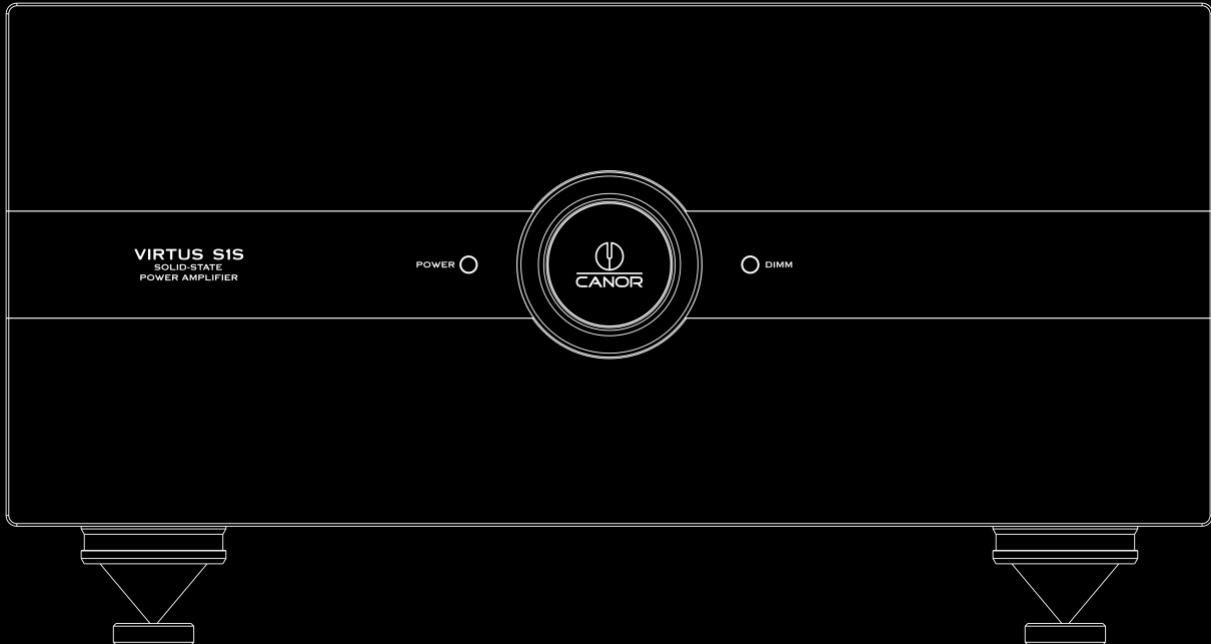 VIRTUS S1S
SOLID-STATE
POWER AMPLIFIER
POWER
CANOR
DIMM